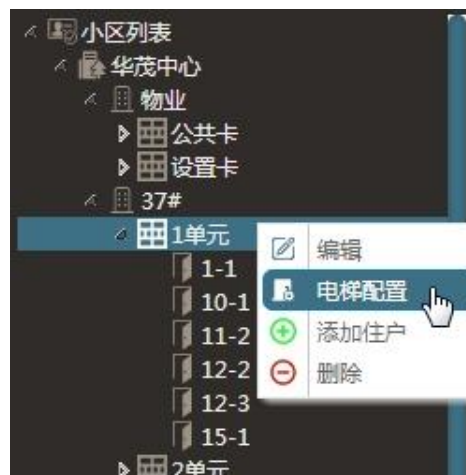 小区列表
华茂中心
物业
公共卡
设置卡
37#
1单元
编辑
1-1
电梯配置
10-1
添加住户
11-2
12-2
删除
12-3
15-1
2单元